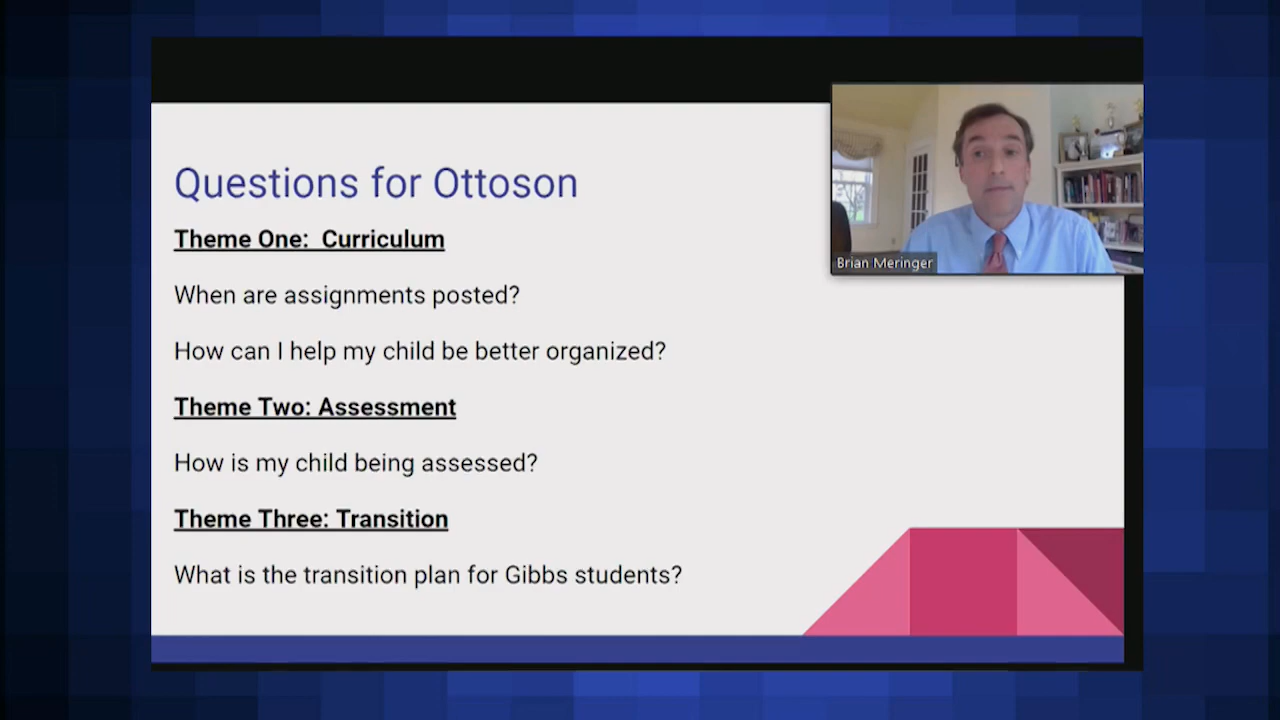 Questions for Ottoson
Theme One:  Curriculum
When are assignments posted?
How can I help my child be better organized?
Theme Two: Assessment
How is my child being assessed?
Theme Three: Transition
What is the transition plan for Gibbs students?
Brian Meringer